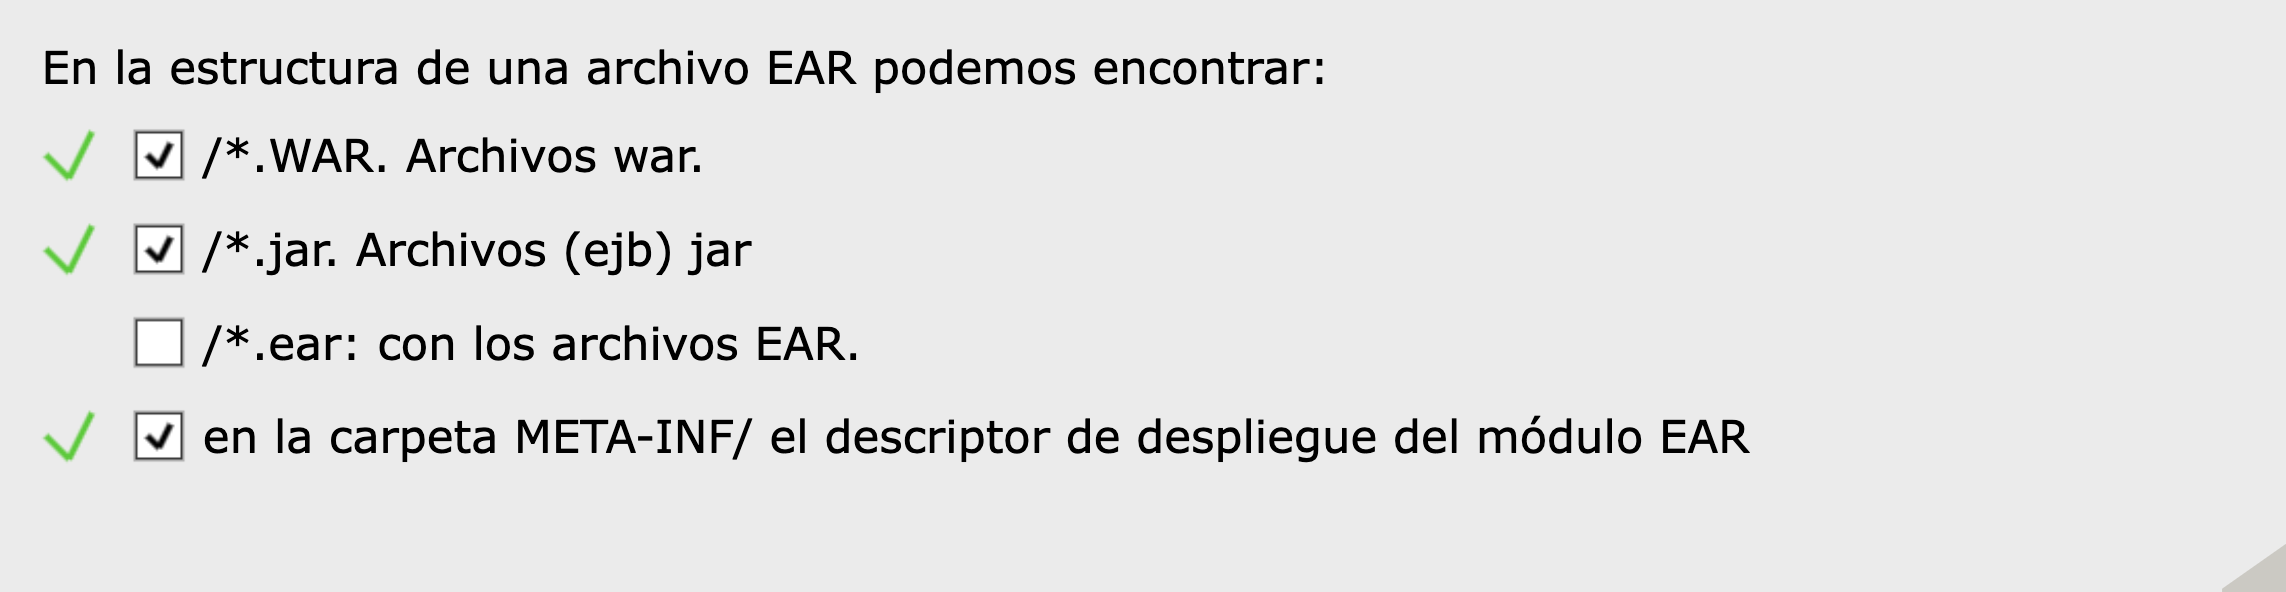 En la estructura de una archivo EAR podemos encontrar:
/*.WAR. Archivos war.
/*.jar. Archivos (ejb) jar
/*.ear: con los archivos EAR.
en la carpeta META-INF/ el descriptor de despliegue del módulo EAR